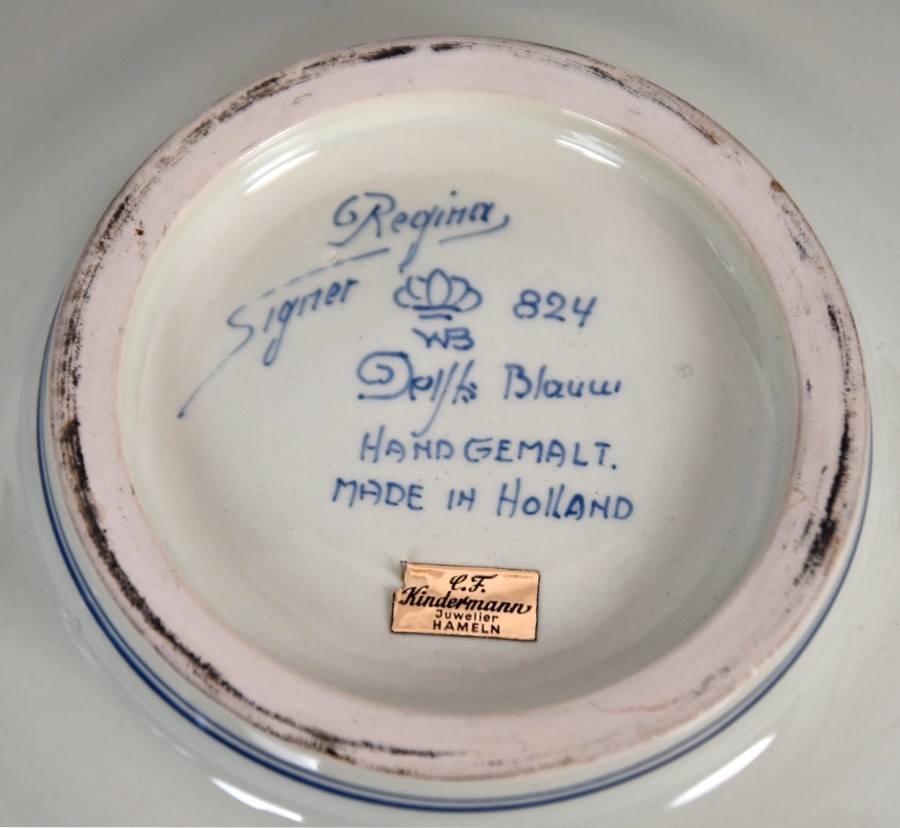 Regina
Signer 824
WB
Delfts Blauw
HANDGEMALT.
MADE IN HOLLAND
C.F.
Kindermann
Juwelier
HAMELN